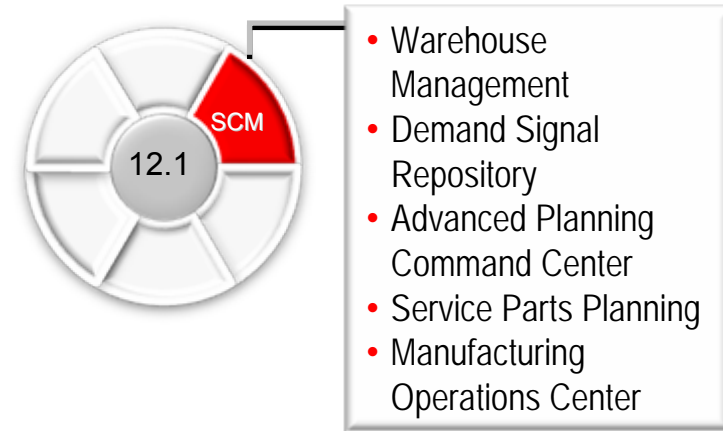 SCM
12.1
• Warehouse
Management
• Demand Signal
Repository
• Advanced Planning
Command Center
• Service Parts Planning
• Manufacturing
Operations Center